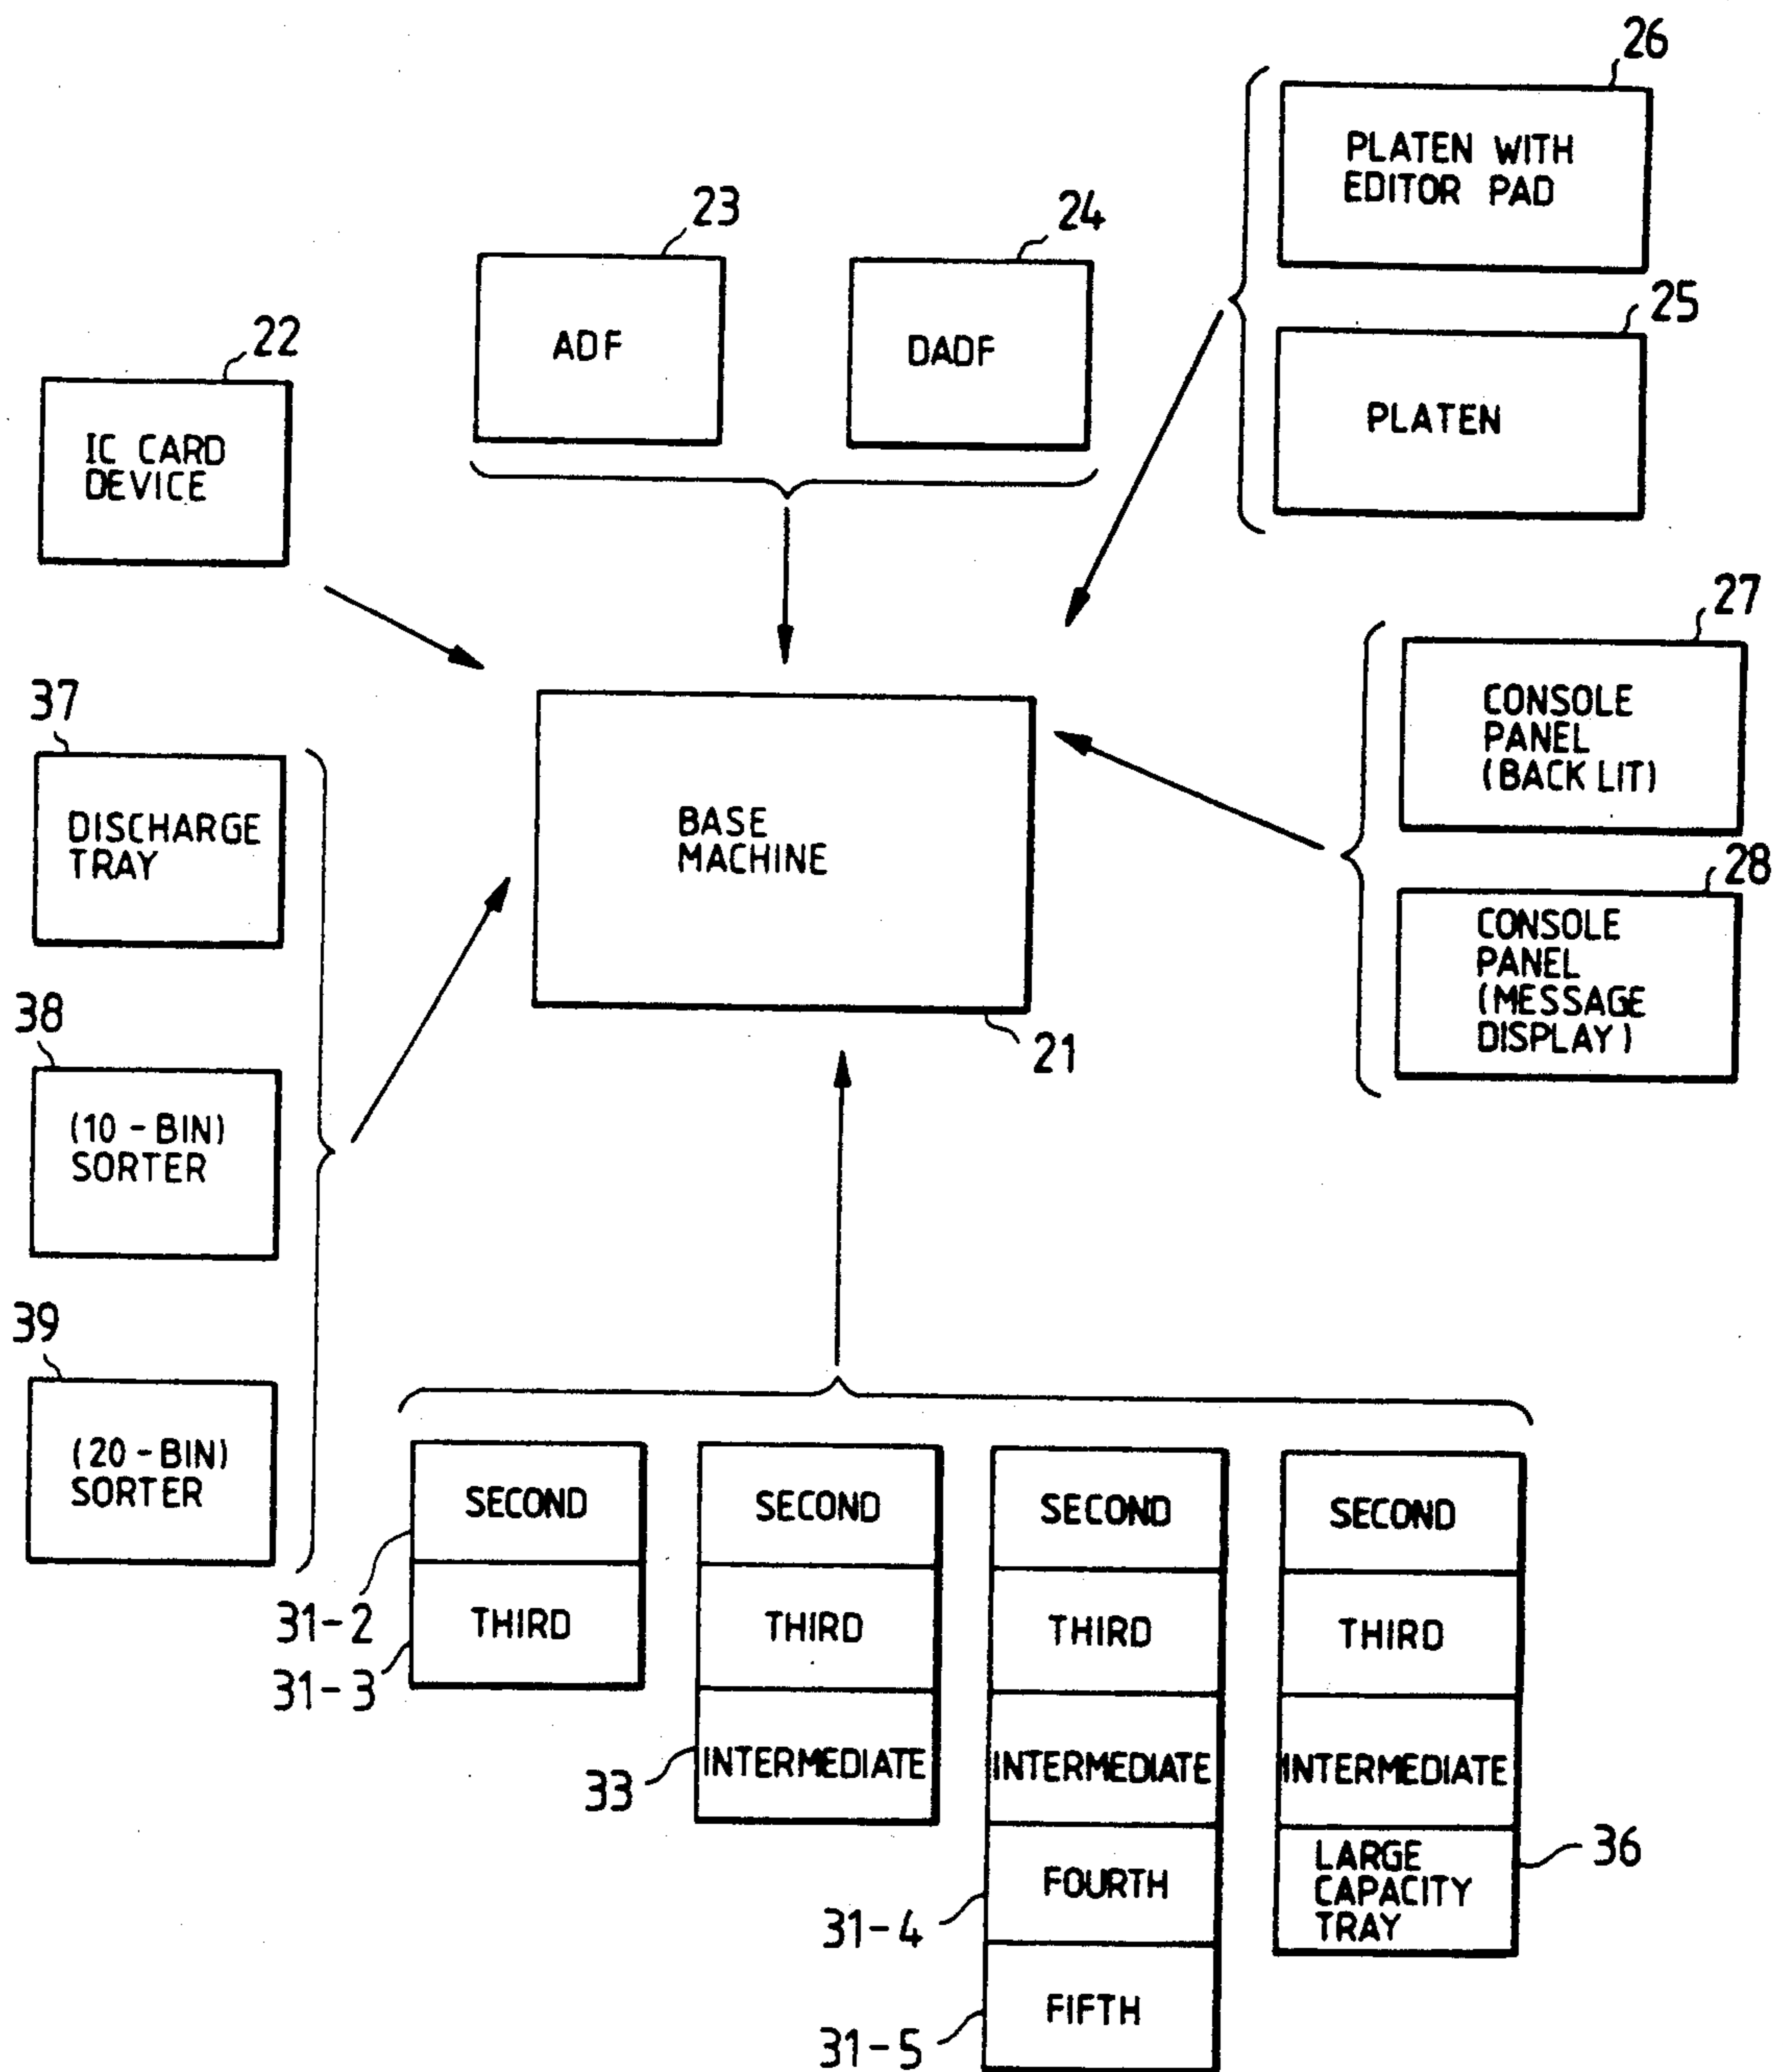 26
PLATEN WITH
EDITOR PAD
23
24
ADF
DADF
25
PLATEN
22
IC CARD
DEVICE
27
CONSOLE
PANEL
(BACK LIT)
37
DISCHARGE
TRAY
BASE
MACHINE
21
28
CONSOLE
PANEL
(MESSAGE
DISPLAY)
38
(10 - BIN)
SORTER
39
(20 - BIN)
SORTER
SECOND
THIRD
31-2
31-3
SECOND
THIRD
INTERMEDIATE
33
SECOND
THIRD
INTERMEDIATE
FOURTH
FIFTH
31-4
31-5
SECOND
THIRD
INTERMEDIATE
LARGE
CAPACITY
TRAY
36